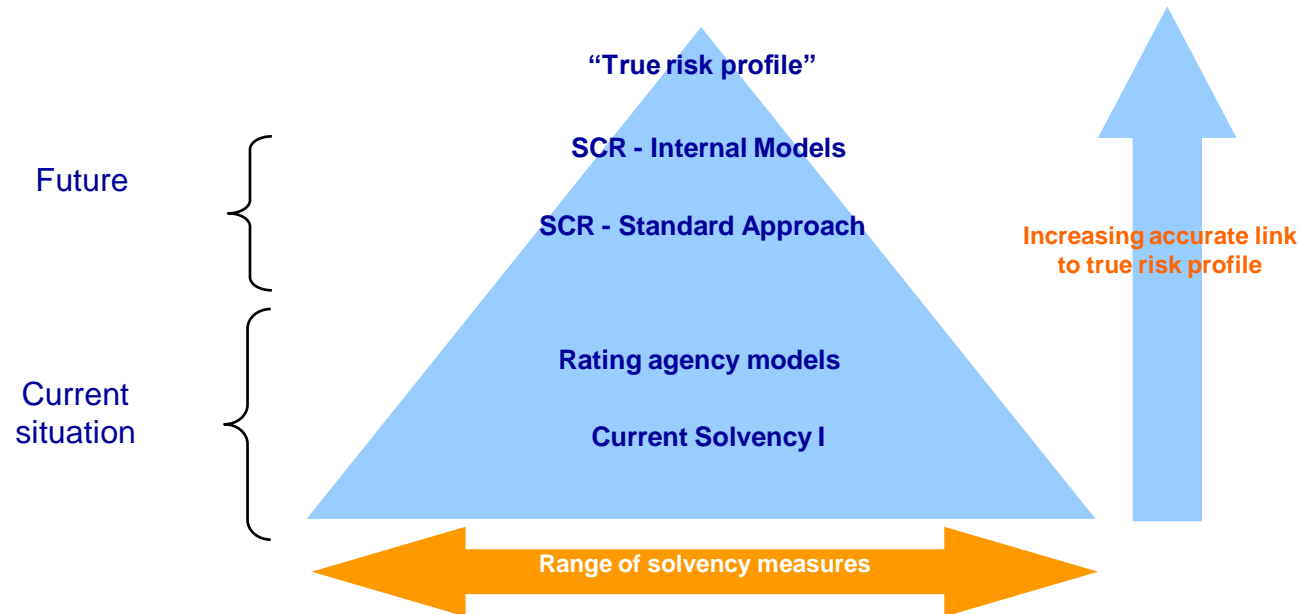 “True risk profile”
SCR - Internal Models
Future
SCR - Standard Approach
Increasing accurate link
to true risk profile
Rating agency models
Current
situation
Current Solvency I
Range of solvency measures